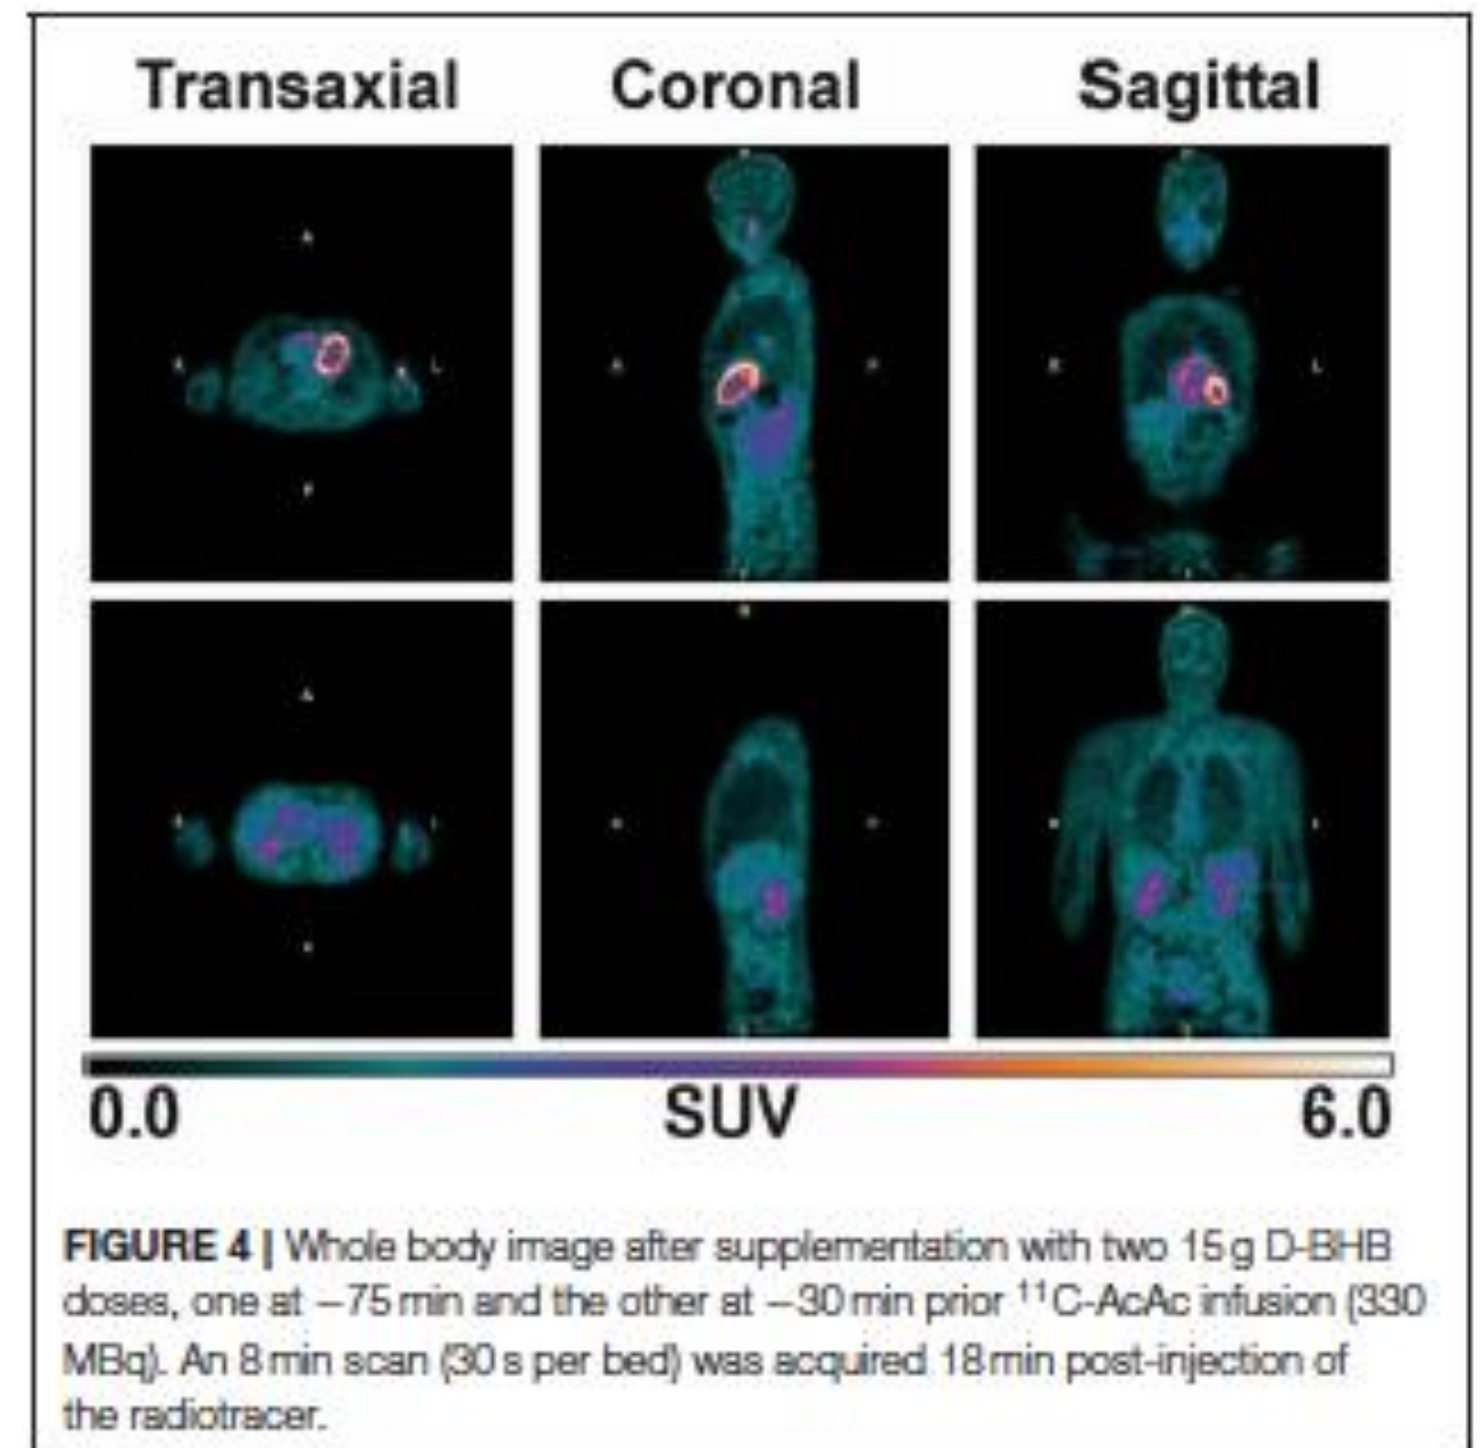 Transaxial Coronal Sagittal
0.0 SUV 6.0
FIGURE 4 | Whole body image after supplementation with two 15 g D-BHB
doses, one at −75 min and the other at −30 min prior ¹¹C-AcAc infusion (330
MBq). An 8 min scan (30 s per bed) was acquired 18 min post-injection of
the radiotracer.